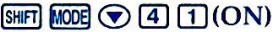 SHIFT MODE ▼ 4 1 (ON)